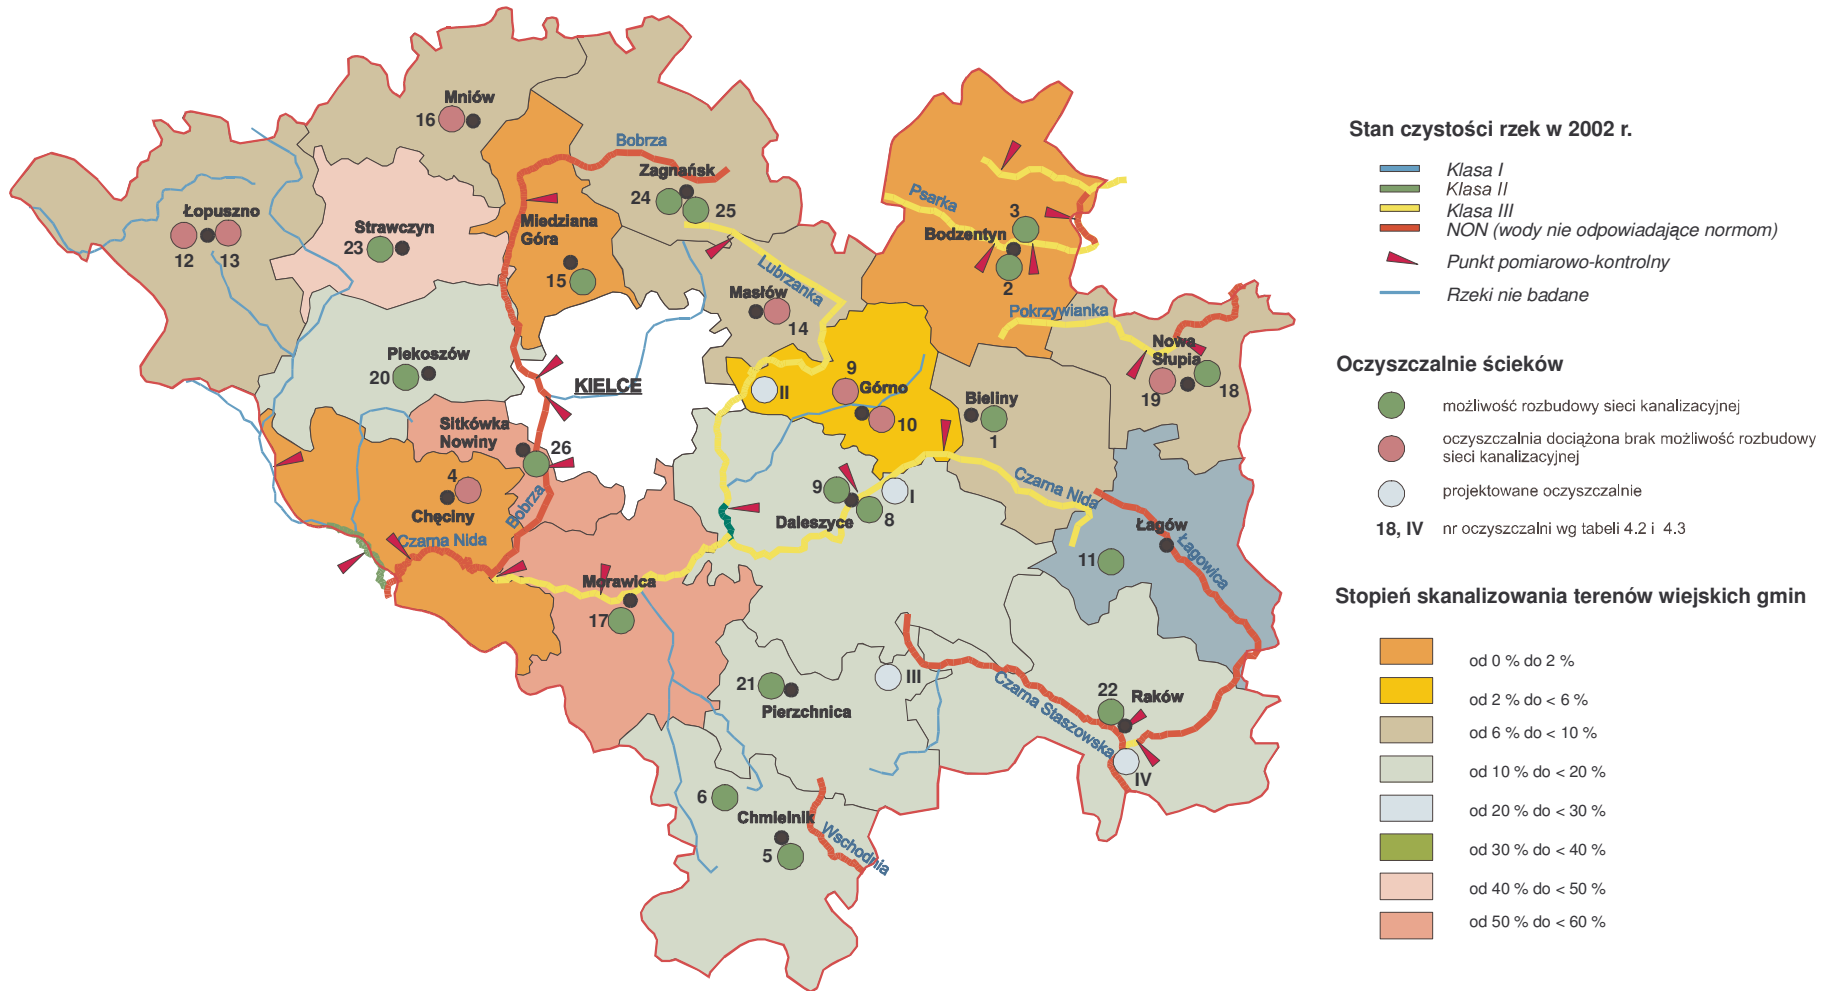 Mniów
16
Bobrza
Zagnańsk
24
25
Łopuszno
12
13
Strawczyn
23
Miedziana
Góra
15
Psarka
3
Bodzentyn
2
Lubrzanka
Masłów
14
Pokrzywianka
Nowa
Słupia
19
18
Piekoszów
20
KIELCE
II
9
Górno
10
Bieliny
1
Sitkówka
Nowiny
26
4
Chęciny
Bobrza
Czarna Nida
9
I
8
Daleszyce
Czarna Nida
Łagów
Łagowica
11
Morawica
17
21
Pierzchnica
III
Czarna Staszowska
22
Raków
IV
6
Chmielnik
5
Wschodnia
Stan czystości rzek w 2002 r.
Klasa I
Klasa II
Klasa III
NON (wody nie odpowiadające normom)
Punkt pomiarowo-kontrolny
Rzeki nie badane
Oczyszczalnie ścieków
możliwość rozbudowy sieci kanalizacyjnej
oczyszczalnia dociążona brak możliwość rozbudowy
sieci kanalizacyjnej
projektowane oczyszczalnie
18, IV nr oczyszczalni wg tabeli 4.2 i 4.3
Stopień skanalizowania terenów wiejskich gmin
od 0 % do 2 %
od 2 % do < 6 %
od 6 % do < 10 %
od 10 % do < 20 %
od 20 % do < 30 %
od 30 % do < 40 %
od 40 % do < 50 %
od 50 % do < 60 %